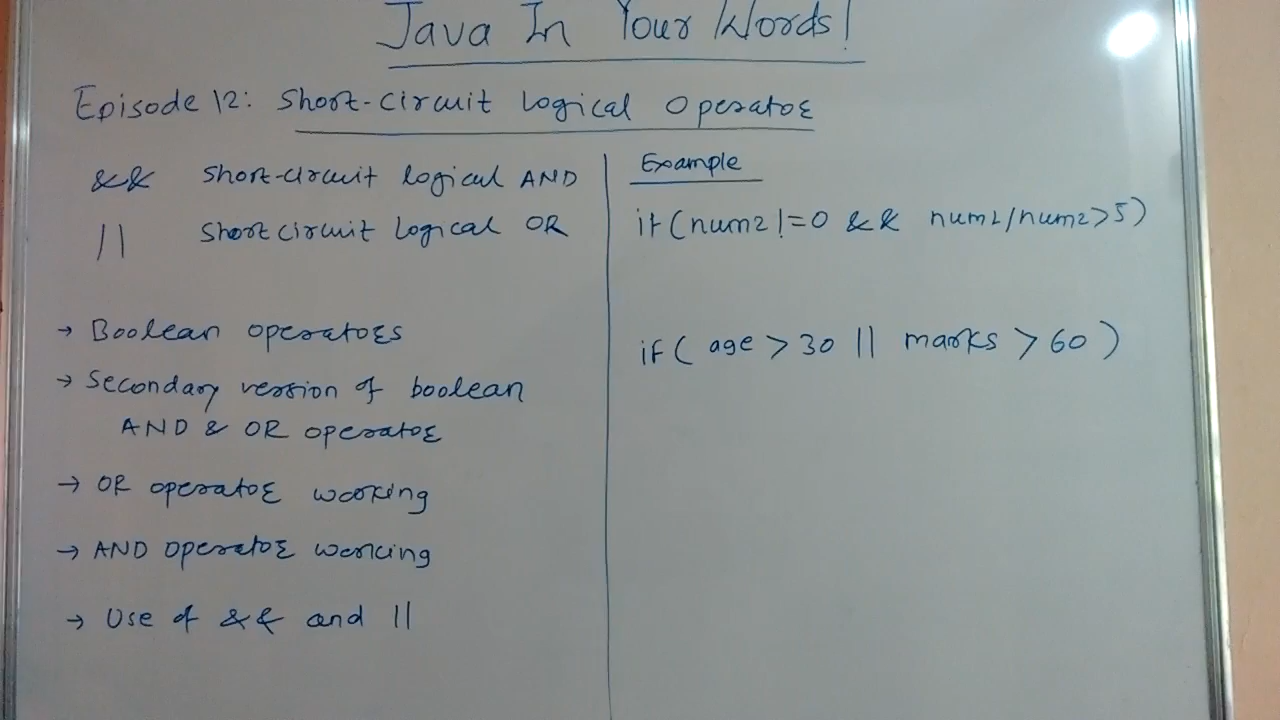 Java In Your Words!
Episode 12: Short-circuit Logical Operator
&& Short-circuit logical AND
|| Short circuit Logical OR
→ Boolean operators
→ Secondary version of boolean
AND & OR operator
→ OR operator working
→ AND operator working
→ Use of && and ||
Example
if(num2!=0 && num1/num2>5)
if( age > 30 || marks > 60 )